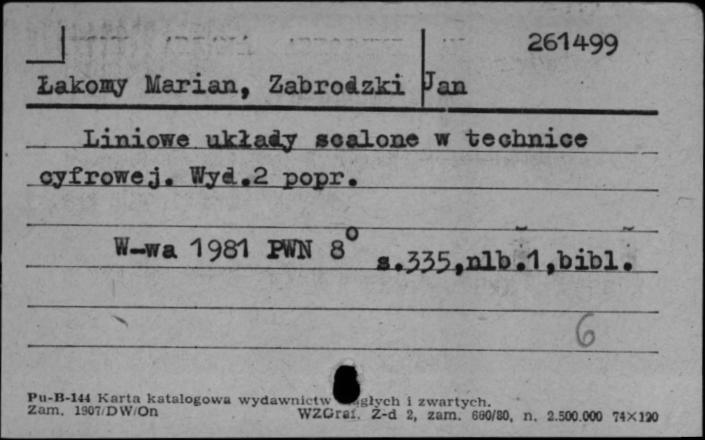 261499
Łakomy Marian, Zabrodzki Jan
Liniowe układy scalone w technice
cyfrowej. Wyd.2 popr.
W-wa 1981 PWN 8° s.335,nlb.1,bibl.
6
Pu-B-144 Karta katalogowa wydawnictw i zwartych.
Zam. 1907/DW/On WZGraf. Z-d 2, zam. 600/80, n. 2.500.000 74×120